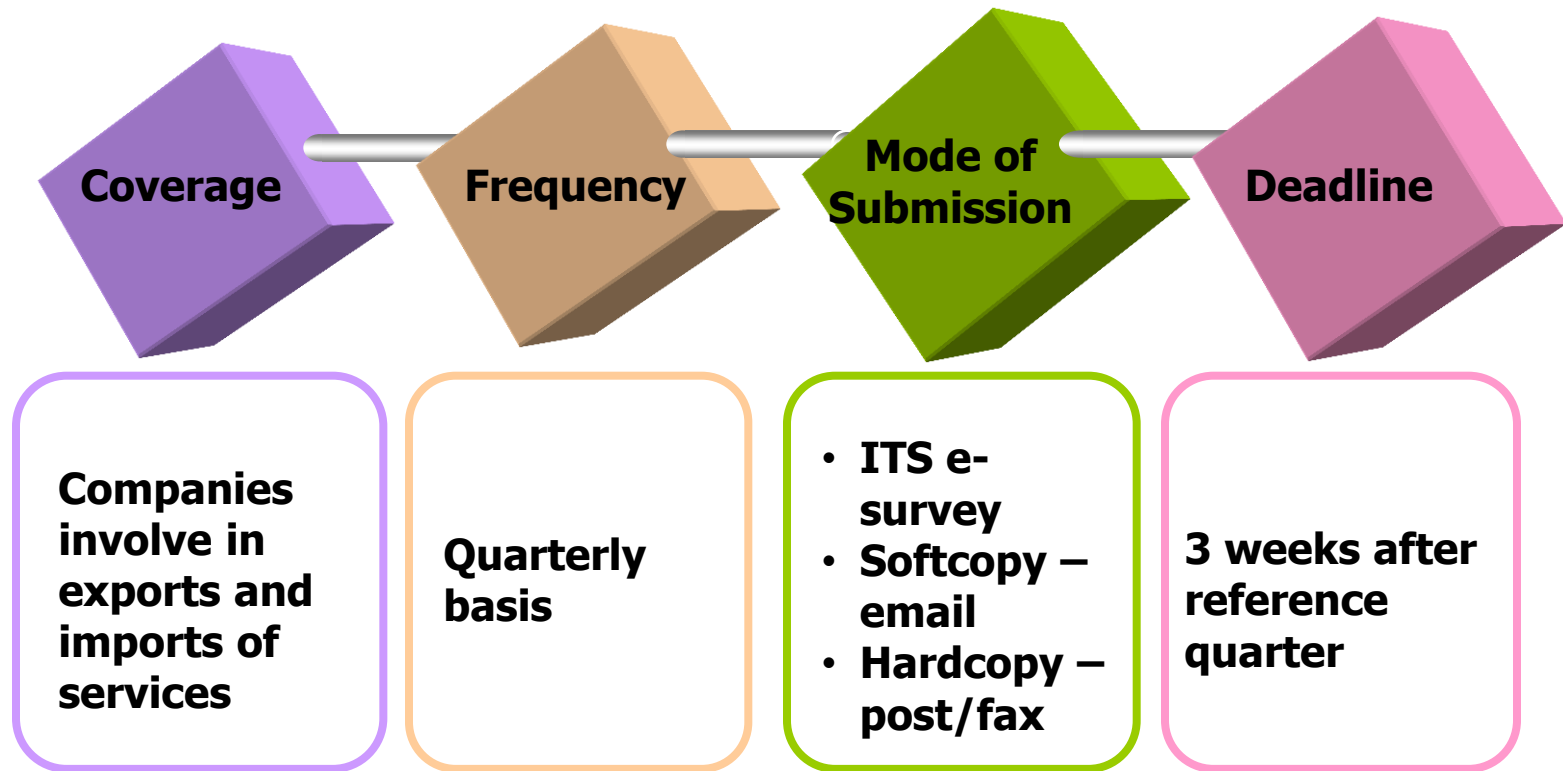 Coverage
Frequency
Mode of
Submission
Deadline
Companies
involve in
exports and
imports of
services
Quarterly
basis
• ITS e-
survey
• Softcopy –
email
• Hardcopy –
post/fax
3 weeks after
reference
quarter